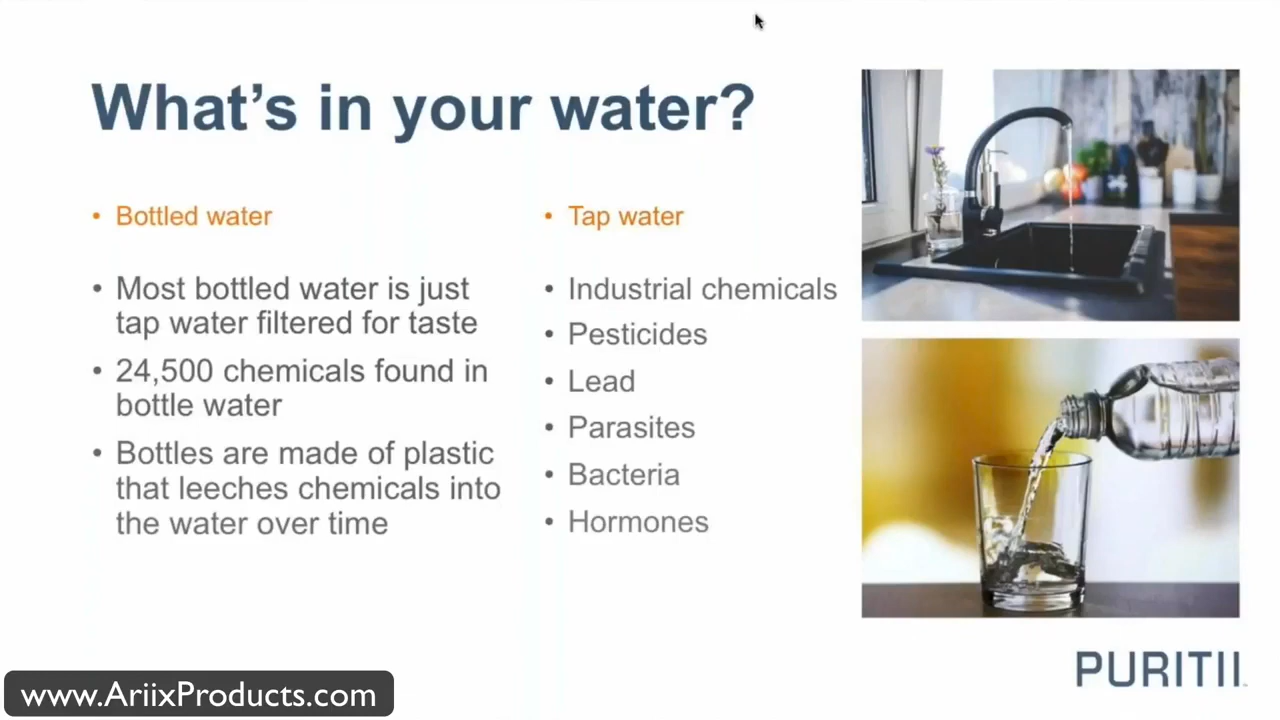 What's in your water?
• Bottled water
• Most bottled water is just
tap water filtered for taste
• 24,500 chemicals found in
bottle water
• Bottles are made of plastic
that leeches chemicals into
the water over time
• Tap water
• Industrial chemicals
• Pesticides
• Lead
• Parasites
• Bacteria
• Hormones
PURITII
www.AriixProducts.com